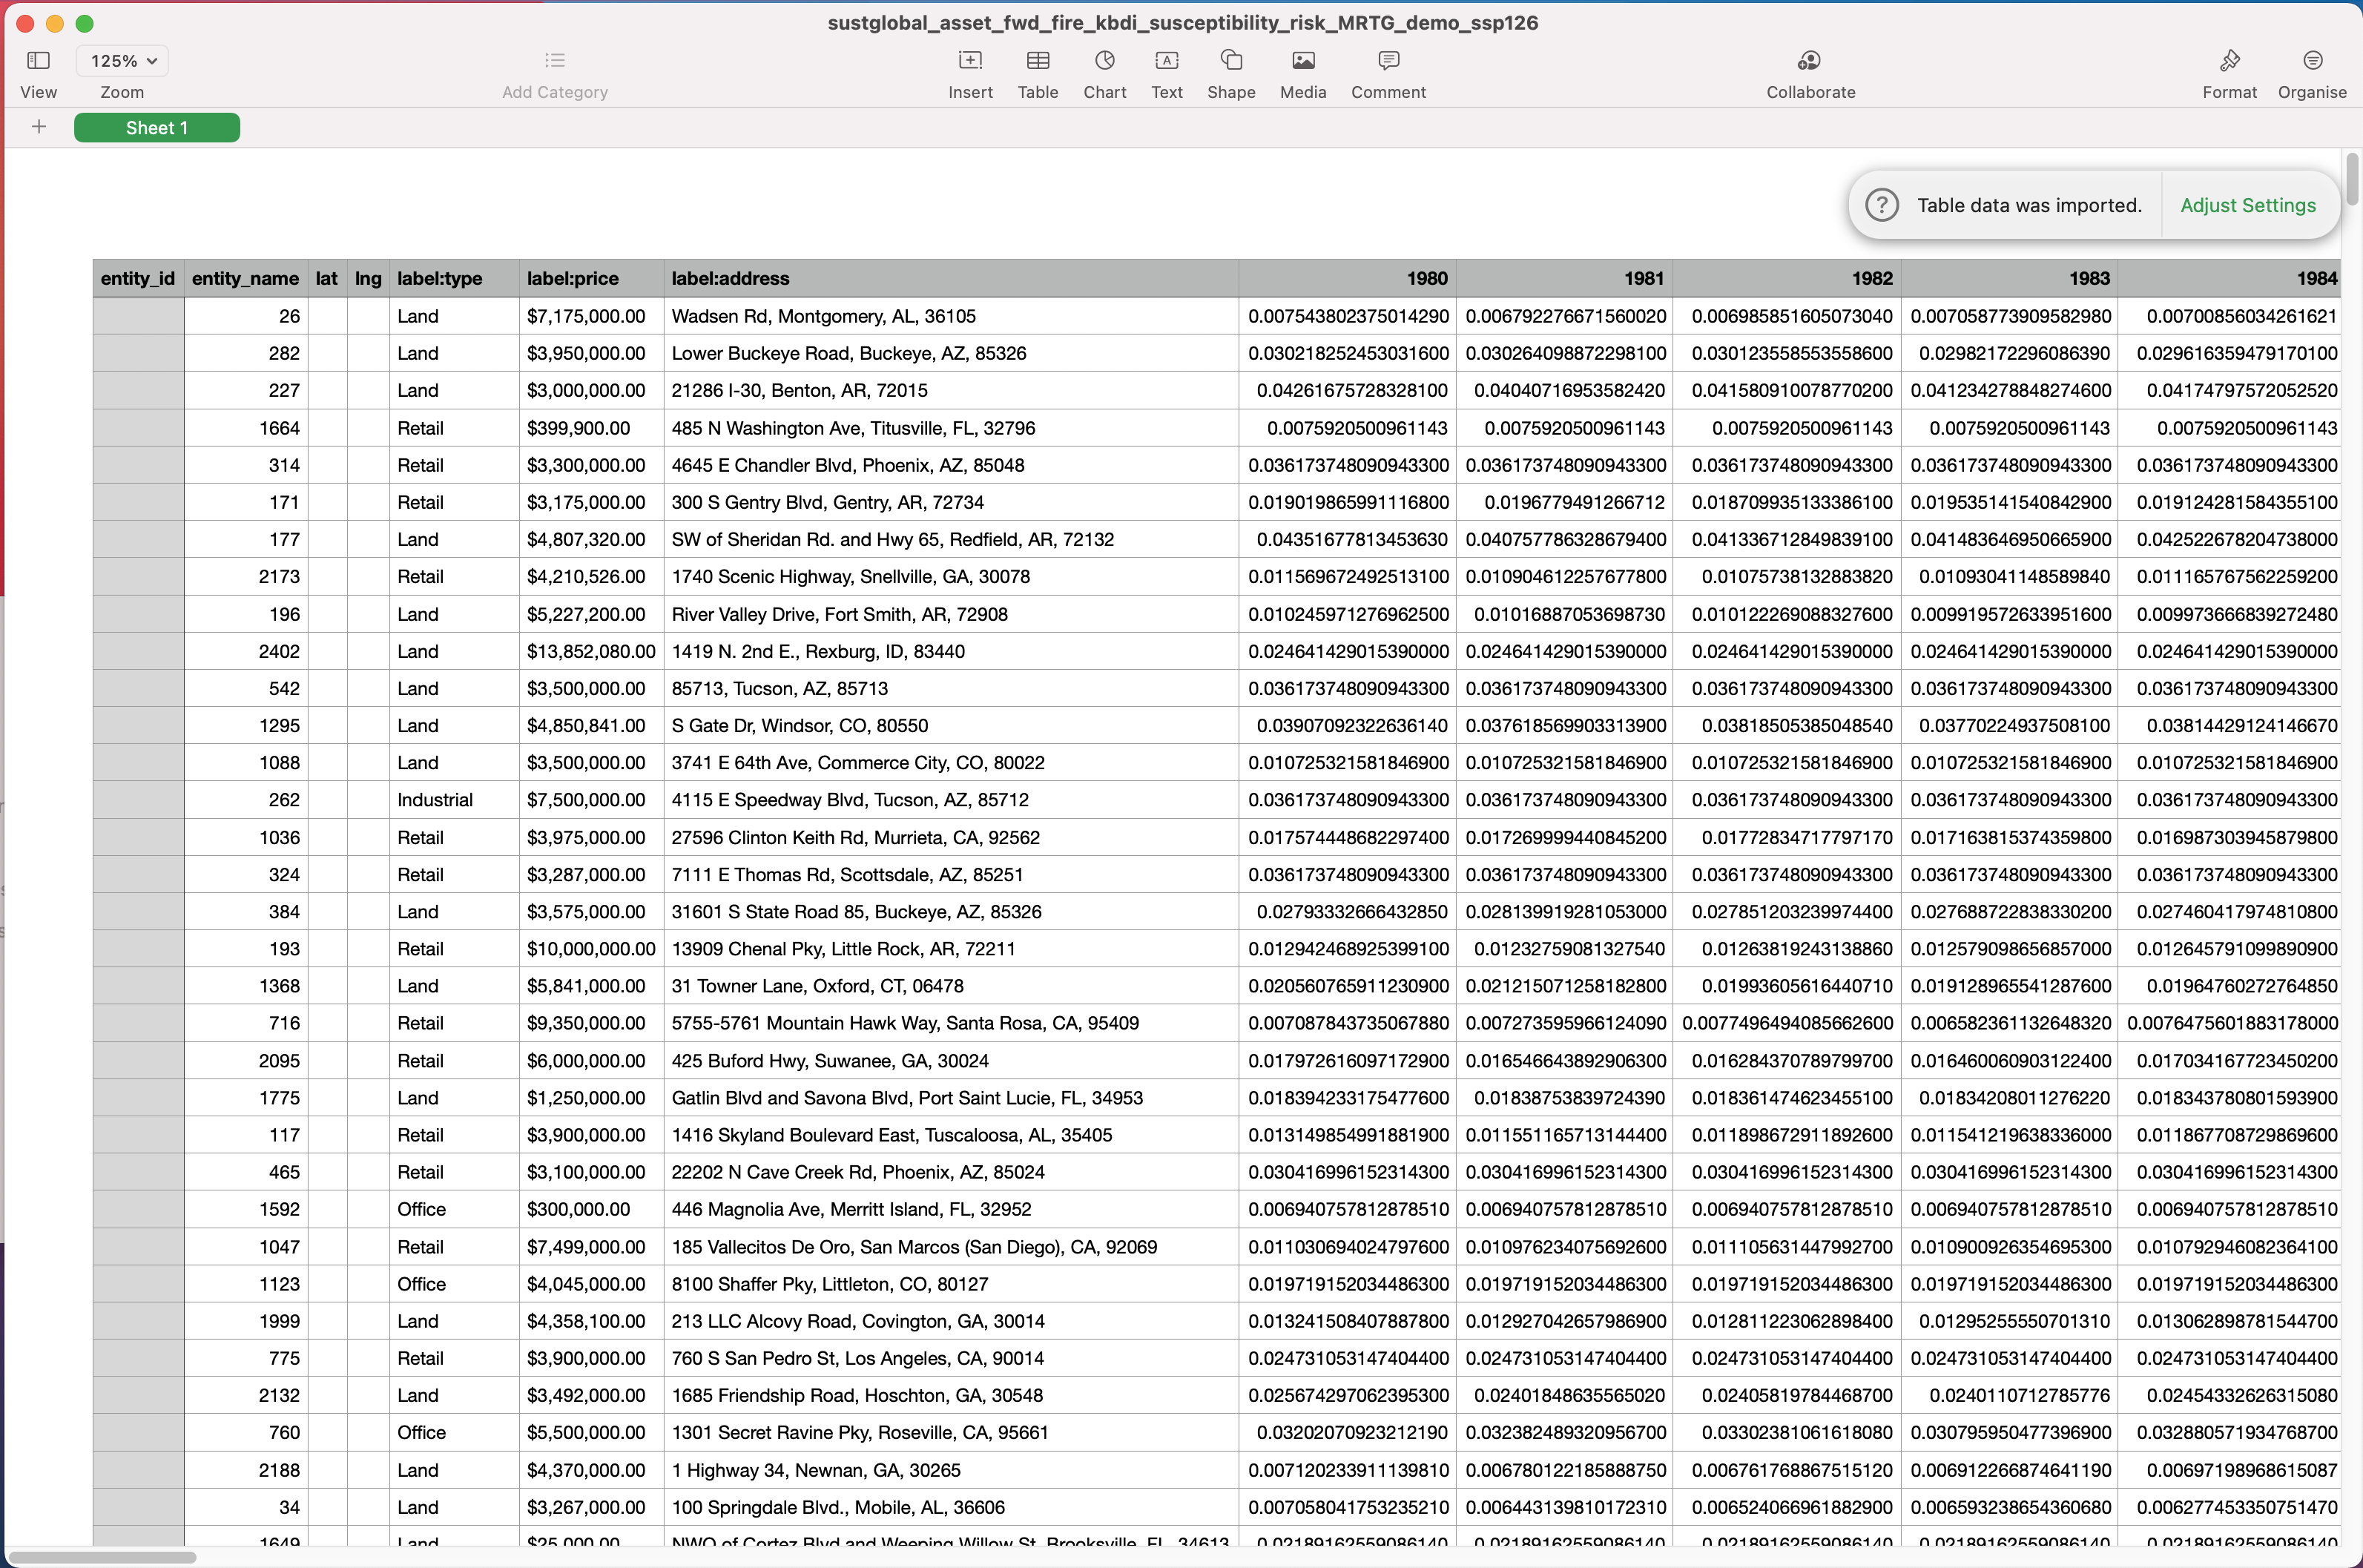 sustglobal_asset_fwd_fire_kbdi_susceptibility_risk_MRTG_demo_ssp126
125%
View Zoom Add Category Insert Table Chart Text Shape Media Comment Collaborate Format Organise
+ Sheet 1
? Table data was imported. Adjust Settings
entity_id entity_name lat lng label:type label:price label:address 1980 1981 1982 1983 1984
26 Land $7,175,000.00 Wadsen Rd, Montgomery, AL, 36105 0.007543802375014290 0.006792276671560020 0.006985851605073040 0.007058773909582980 0.00700856034261621
282 Land $3,950,000.00 Lower Buckeye Road, Buckeye, AZ, 85326 0.030218252453031600 0.030264098872298100 0.030123558553558600 0.02982172296086390 0.029616359479170100
227 Land $3,000,000.00 21286 I-30, Benton, AR, 72015 0.04261675728328100 0.04040716953582420 0.041580910078770200 0.041234278848274600 0.04174797572052520
1664 Retail $399,900.00 485 N Washington Ave, Titusville, FL, 32796 0.0075920500961143 0.0075920500961143 0.0075920500961143 0.0075920500961143 0.0075920500961143
314 Retail $3,300,000.00 4645 E Chandler Blvd, Phoenix, AZ, 85048 0.036173748090943300 0.036173748090943300 0.036173748090943300 0.036173748090943300 0.036173748090943300
171 Retail $3,175,000.00 300 S Gentry Blvd, Gentry, AR, 72734 0.019019865991116800 0.0196779491266712 0.018709935133386100 0.019535141540842900 0.019124281584355100
177 Land $4,807,320.00 SW of Sheridan Rd. and Hwy 65, Redfield, AR, 72132 0.04351677813453630 0.040757786328679400 0.041336712849839100 0.041483646950665900 0.042522678204738000
2173 Retail $4,210,526.00 1740 Scenic Highway, Snellville, GA, 30078 0.011569672492513100 0.010904612257677800 0.01075738132883820 0.01093041148589840 0.011165767562259200
196 Land $5,227,200.00 River Valley Drive, Fort Smith, AR, 72908 0.010245971276962500 0.01016887053698730 0.010122269088327600 0.009919572633951600 0.009973666839272480
2402 Land $13,852,080.00 1419 N. 2nd E., Rexburg, ID, 83440 0.024641429015390000 0.024641429015390000 0.024641429015390000 0.024641429015390000 0.024641429015390000
542 Land $3,500,000.00 85713, Tucson, AZ, 85713 0.036173748090943300 0.036173748090943300 0.036173748090943300 0.036173748090943300 0.036173748090943300
1295 Land $4,850,841.00 S Gate Dr, Windsor, CO, 80550 0.03907092322636140 0.037618569903313900 0.03818505385048540 0.03770224937508100 0.03814429124146670
1088 Land $3,500,000.00 3741 E 64th Ave, Commerce City, CO, 80022 0.010725321581846900 0.010725321581846900 0.010725321581846900 0.010725321581846900 0.010725321581846900
262 Industrial $7,500,000.00 4115 E Speedway Blvd, Tucson, AZ, 85712 0.036173748090943300 0.036173748090943300 0.036173748090943300 0.036173748090943300 0.036173748090943300
1036 Retail $3,975,000.00 27596 Clinton Keith Rd, Murrieta, CA, 92562 0.017574448682297400 0.017269999440845200 0.01772834717797170 0.017163815374359800 0.016987303945879800
324 Retail $3,287,000.00 7111 E Thomas Rd, Scottsdale, AZ, 85251 0.036173748090943300 0.036173748090943300 0.036173748090943300 0.036173748090943300 0.036173748090943300
384 Land $3,575,000.00 31601 S State Road 85, Buckeye, AZ, 85326 0.02793332666432850 0.028139919281053000 0.027851203239974400 0.027688722838330200 0.027460417974810800
193 Retail $10,000,000.00 13909 Chenal Pky, Little Rock, AR, 72211 0.012942468925399100 0.01232759081327540 0.01263819243138860 0.012579098656857000 0.012645791099890900
1368 Land $5,841,000.00 31 Towner Lane, Oxford, CT, 06478 0.020560765911230900 0.021215071258182800 0.01993605616440710 0.019128965541287600 0.01964760272764850
716 Retail $9,350,000.00 5755-5761 Mountain Hawk Way, Santa Rosa, CA, 95409 0.007087843735067880 0.007273595966124090 0.0077496494085662600 0.006582361132648320 0.0076475601883178000
2095 Retail $6,000,000.00 425 Buford Hwy, Suwanee, GA, 30024 0.017972616097172900 0.016546643892906300 0.016284370789799700 0.016460060903122400 0.017034167723450200
1775 Land $1,250,000.00 Gatlin Blvd and Savona Blvd, Port Saint Lucie, FL, 34953 0.018394233175477600 0.01838753839724390 0.018361474623455100 0.01834208011276220 0.018343780801593900
117 Retail $3,900,000.00 1416 Skyland Boulevard East, Tuscaloosa, AL, 35405 0.013149854991881900 0.011551165713144400 0.011898672911892600 0.011541219638336000 0.011867708729869600
465 Retail $3,100,000.00 22202 N Cave Creek Rd, Phoenix, AZ, 85024 0.030416996152314300 0.030416996152314300 0.030416996152314300 0.030416996152314300 0.030416996152314300
1592 Office $300,000.00 446 Magnolia Ave, Merritt Island, FL, 32952 0.006940757812878510 0.006940757812878510 0.006940757812878510 0.006940757812878510 0.006940757812878510
1047 Retail $7,499,000.00 185 Vallecitos De Oro, San Marcos (San Diego), CA, 92069 0.011030694024797600 0.010976234075692600 0.011105631447992700 0.010900926354695300 0.010792946082364100
1123 Office $4,045,000.00 8100 Shaffer Pky, Littleton, CO, 80127 0.019719152034486300 0.019719152034486300 0.019719152034486300 0.019719152034486300 0.019719152034486300
1999 Land $4,358,100.00 213 LLC Alcovy Road, Covington, GA, 30014 0.013241508407887800 0.012927042657986900 0.012811223062898400 0.01295255550701310 0.013062898781544700
775 Retail $3,900,000.00 760 S San Pedro St, Los Angeles, CA, 90014 0.024731053147404400 0.024731053147404400 0.024731053147404400 0.024731053147404400 0.024731053147404400
2132 Land $3,492,000.00 1685 Friendship Road, Hoschton, GA, 30548 0.025674297062395300 0.02401848635565020 0.02405819784468700 0.0240110712785776 0.02454332626315080
760 Office $5,500,000.00 1301 Secret Ravine Pky, Roseville, CA, 95661 0.03202070923212190 0.032382489320956700 0.03302381061618080 0.030795950477396900 0.032880571934768700
2188 Land $4,370,000.00 1 Highway 34, Newnan, GA, 30265 0.007120233911139810 0.006780122185888750 0.006761768867515120 0.006912266874641190 0.00697198968615087
34 Land $3,267,000.00 100 Springdale Blvd., Mobile, AL, 36606 0.007058041753235210 0.006443139810172310 0.006524066961882900 0.006593238654360680 0.006277453350751470
1649 Land $25,000.00 NWQ of Cortez Blvd and Weeping Willow St, Brooksville, FL, 34613 0.02189162559086140 0.02189162559086140 0.02189162559086140 0.02189162559086140 0.02189162559086140